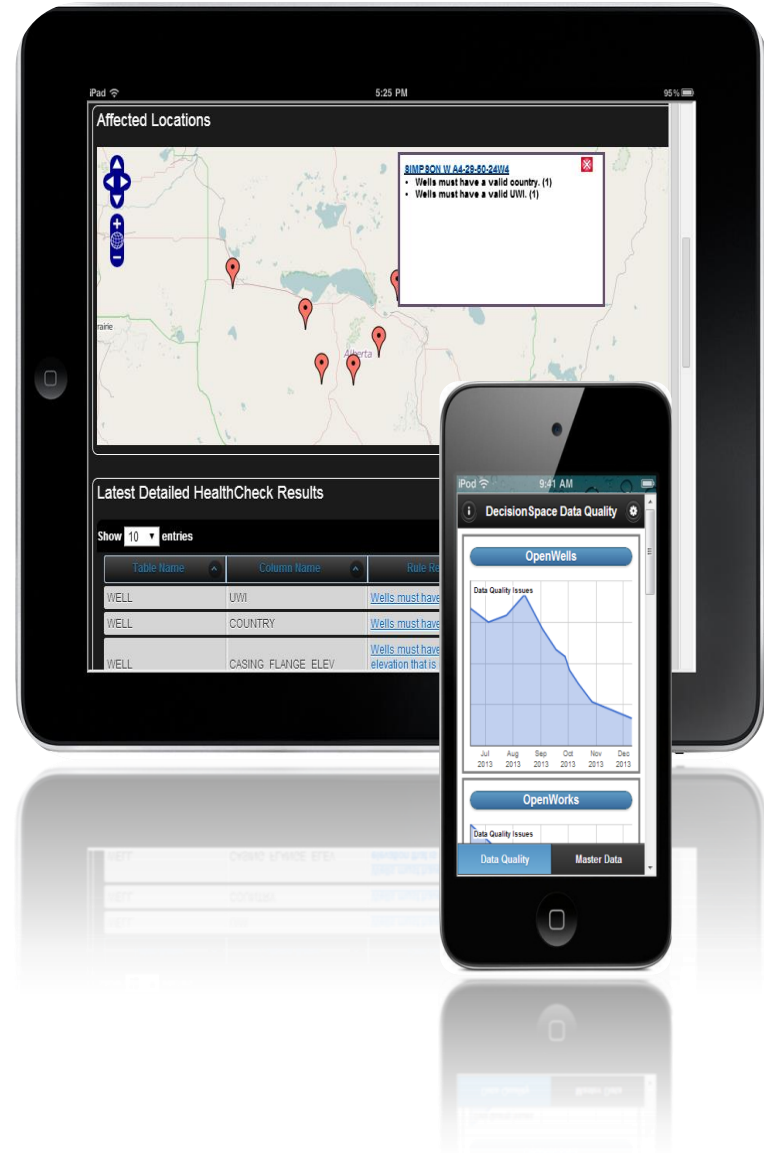 iPad 5:25 PM 95%
Affected Locations
SIMPSON W A4-29-50-24W4
• Wells must have a valid country. (1)
• Wells must have a valid UWI. (1)
rairie
Alberta
Latest Detailed HealthCheck Results
Show 10 entries
Table Name Column Name Rule Re
WELL UWI Wells must have
WELL COUNTRY Wells must have
Wells must have
WELL CASING_FLANGE_ELEV elevation that is
iPod 9:41 AM
DecisionSpace Data Quality
OpenWells
Data Quality Issues
Jul Aug Sep Oct Nov Dec
2013 2013 2013 2013 2013 2013
OpenWorks
Data Quality Issues
Data Quality Master Data